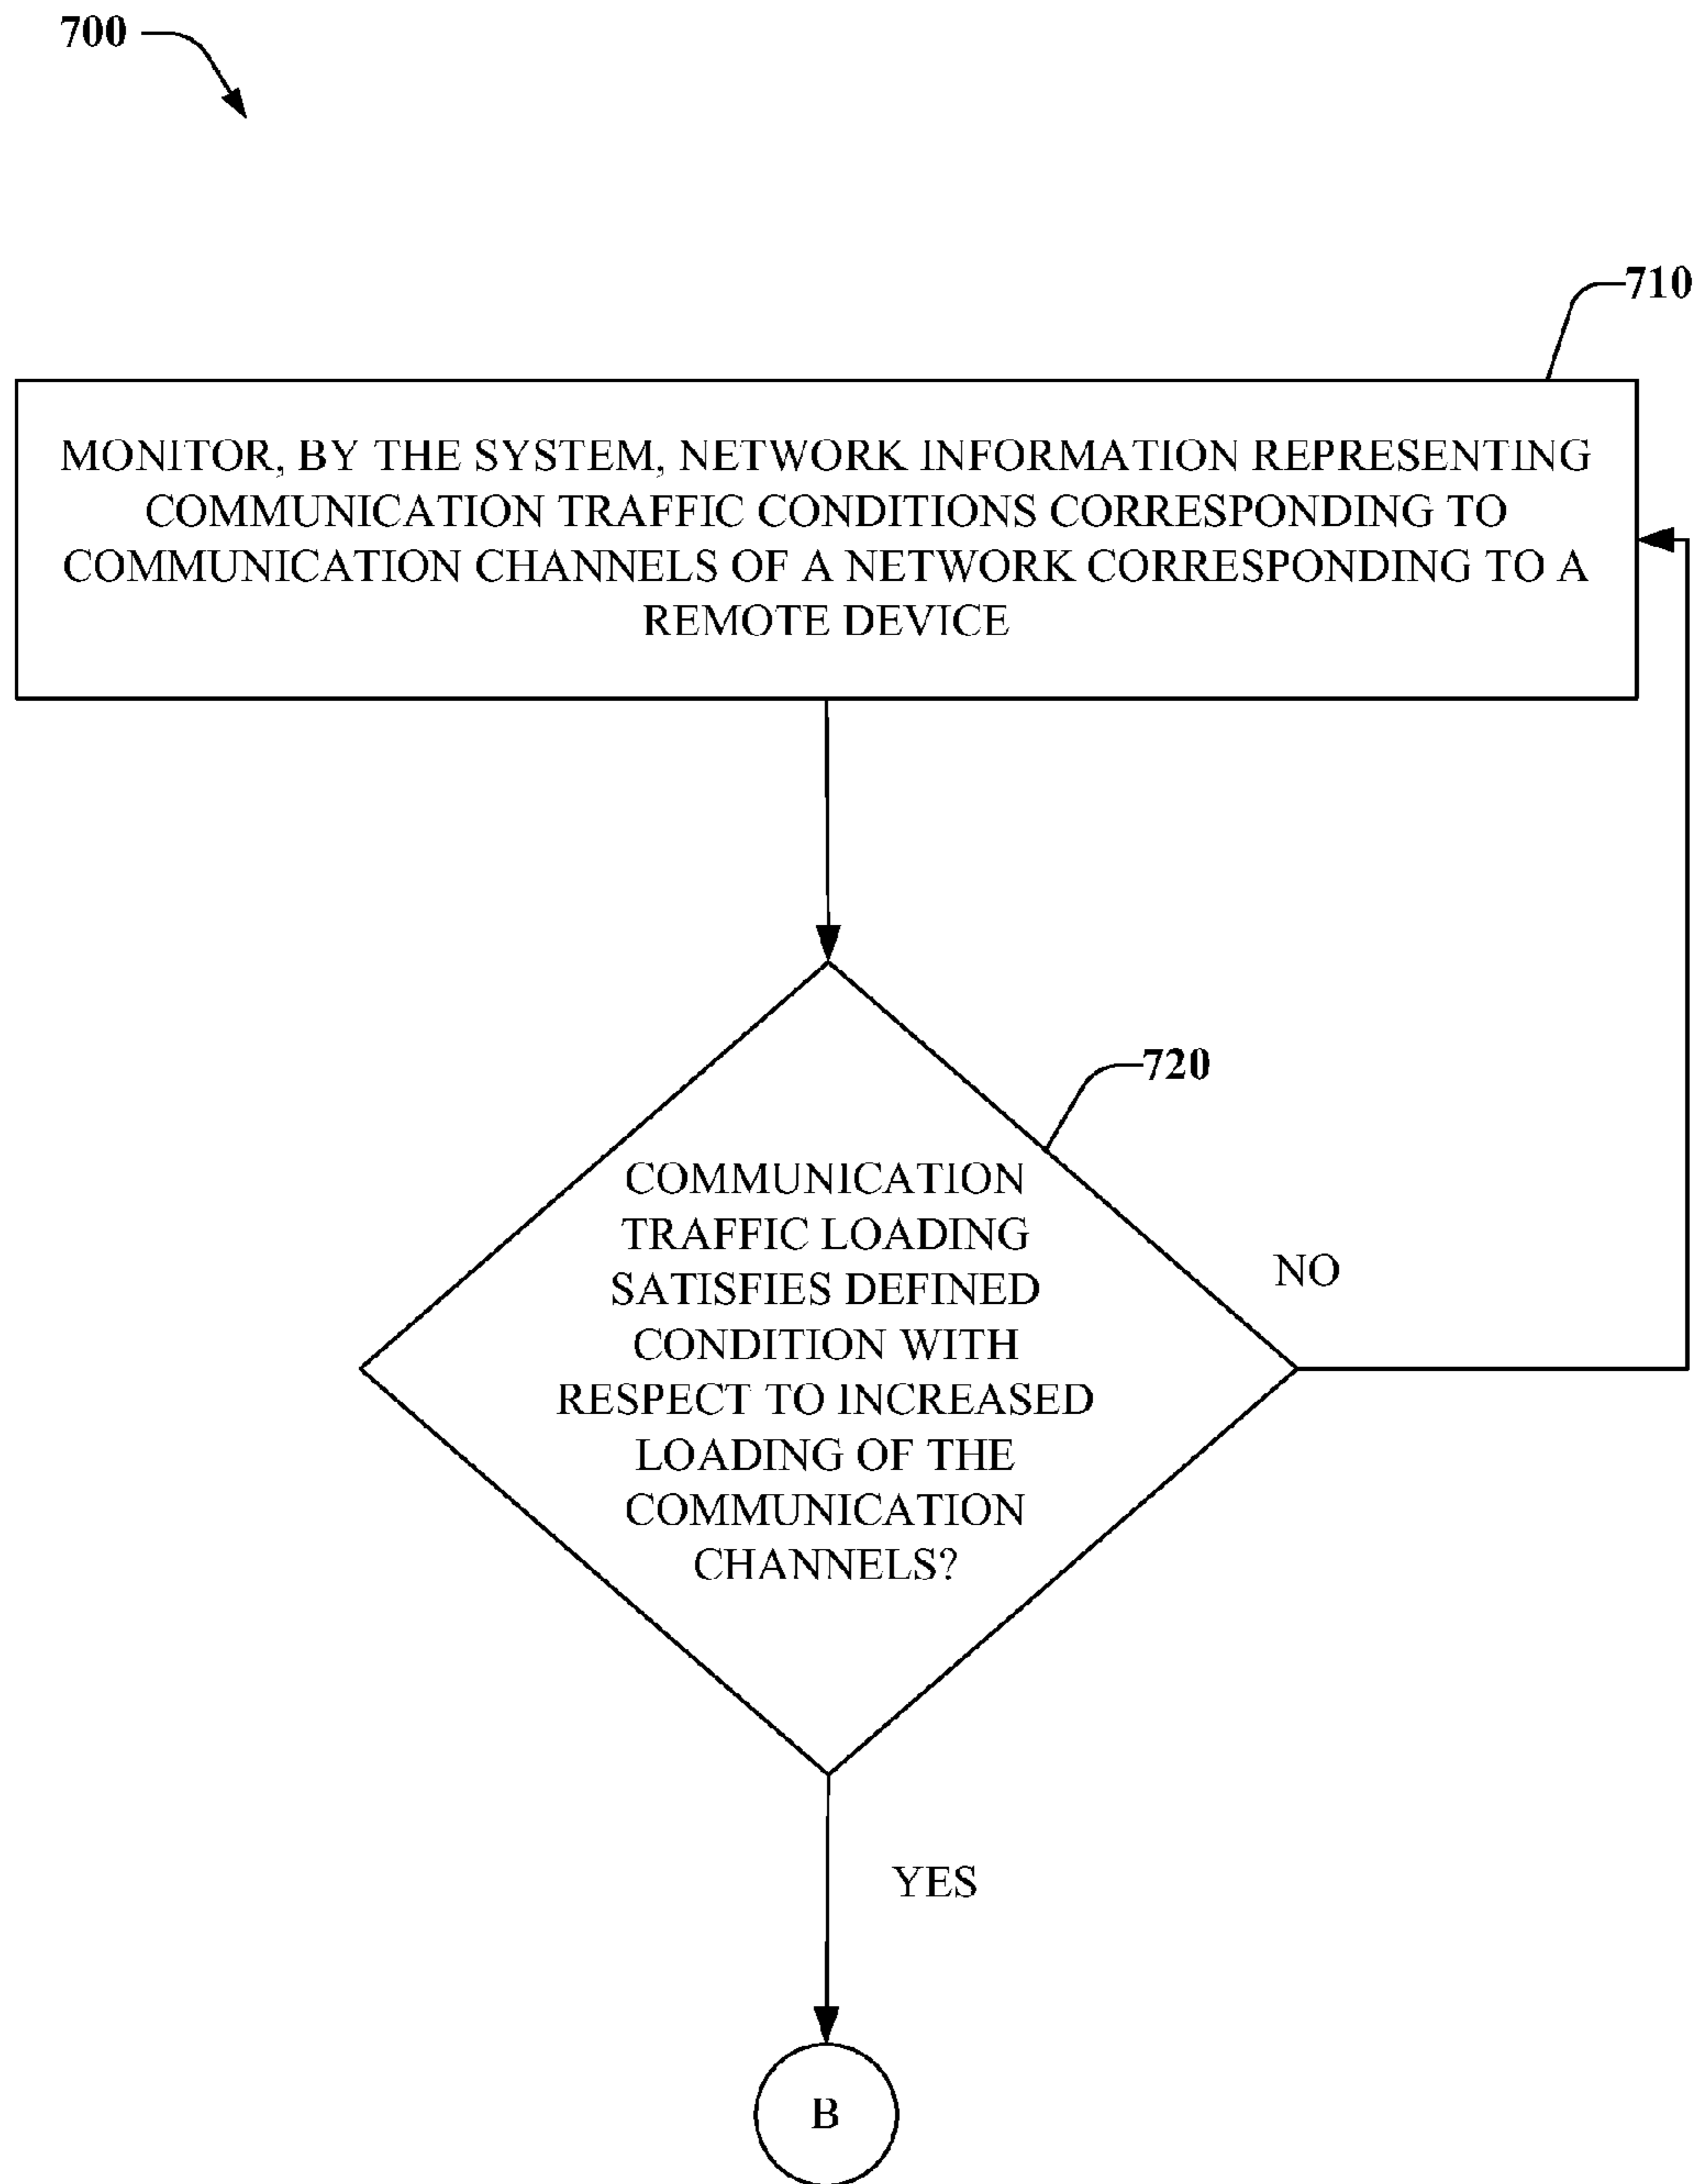 700
710
MONITOR, BY THE SYSTEM, NETWORK INFORMATION REPRESENTING
COMMUNICATION TRAFFIC CONDITIONS CORRESPONDING TO
COMMUNICATION CHANNELS OF A NETWORK CORRESPONDING TO A
REMOTE DEVICE
720
COMMUNICATION
TRAFFIC LOADING
SATISFIES DEFINED
CONDITION WITH
RESPECT TO INCREASED
LOADING OF THE
COMMUNICATION
CHANNELS?
NO
YES
B